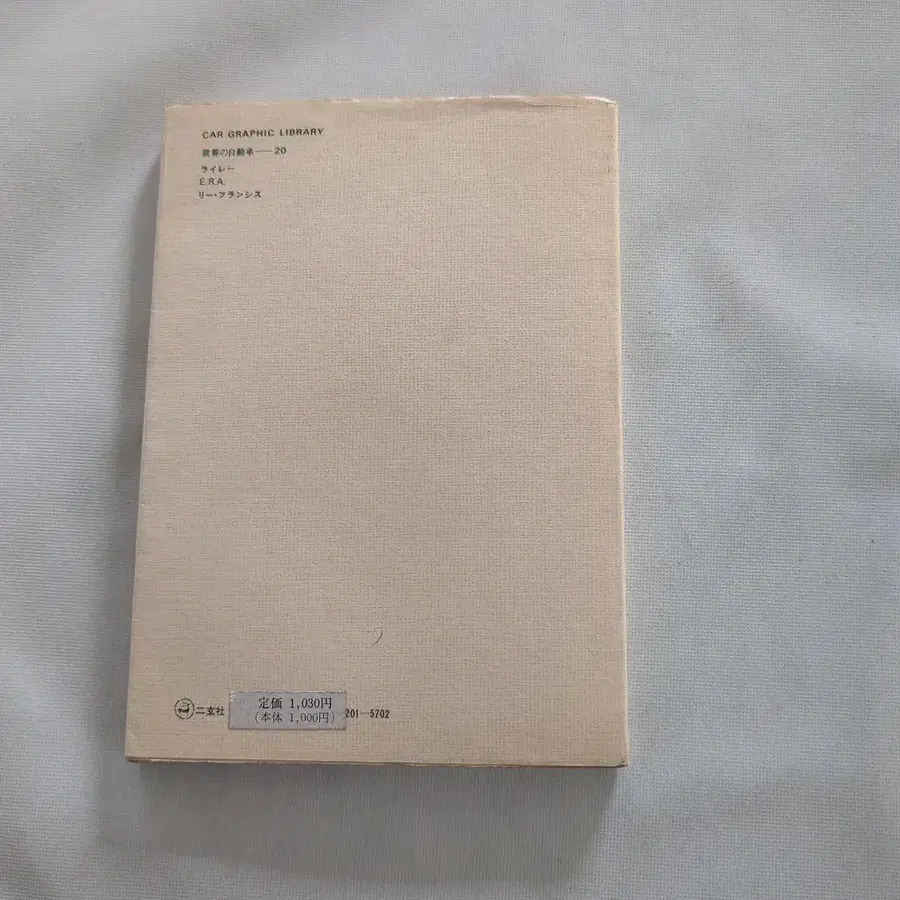 CAR GRAPHIC LIBRARY
世界の自動車——20
ライレー
E.R.A.
リー・フランシス
二玄社 定価 1,030円 201—5702
(本体 1,000円)